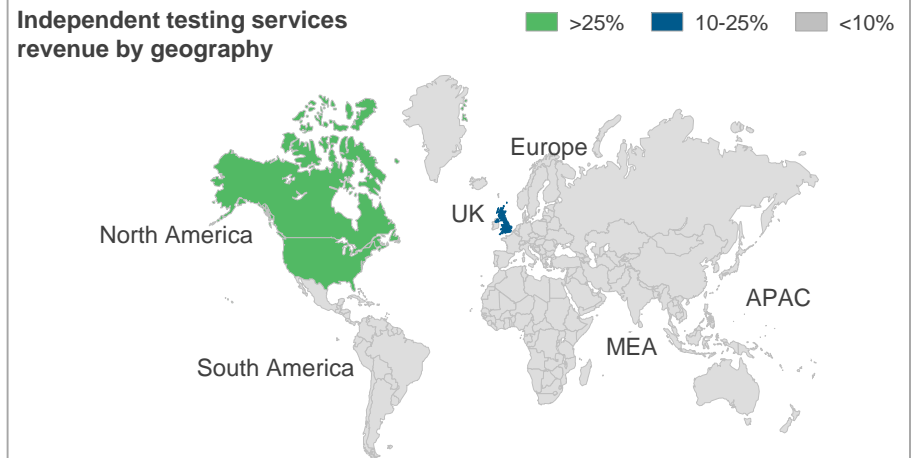 Independent testing services
revenue by geography
>25%
10-25%
<10%
Europe
UK
North America
APAC
MEA
South America